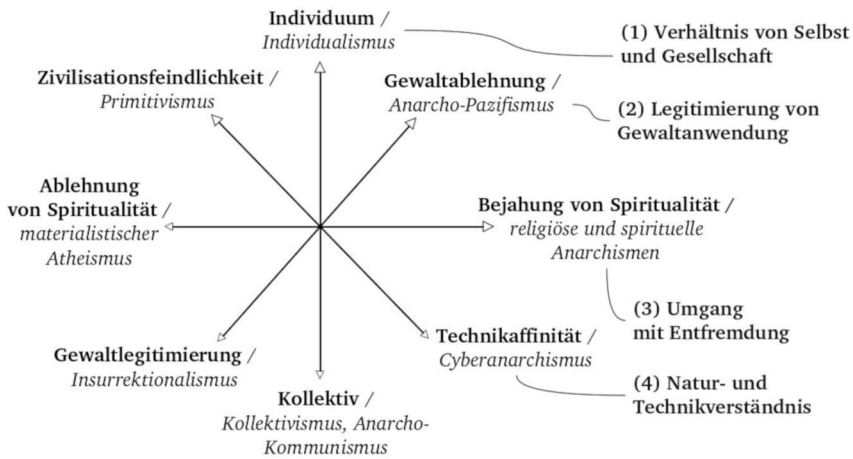 Individuum /
Individualismus
(1) Verhältnis von Selbst
und Gesellschaft
Zivilisationsfeindlichkeit /
Primitivismus
Gewaltablehnung /
Anarcho-Pazifismus
(2) Legitimierung von
Gewaltanwendung
Ablehnung
von Spiritualität /
materialistischer
Atheismus
Bejahung von Spiritualität /
religiöse und spirituelle
Anarchismen
(3) Umgang
mit Entfremdung
Gewaltlegitimierung /
Insurrektionalismus
Technikaffinität /
Cyberanarchismus
(4) Natur- und
Technikverständnis
Kollektiv /
Kollektivismus, Anarcho-
Kommunismus